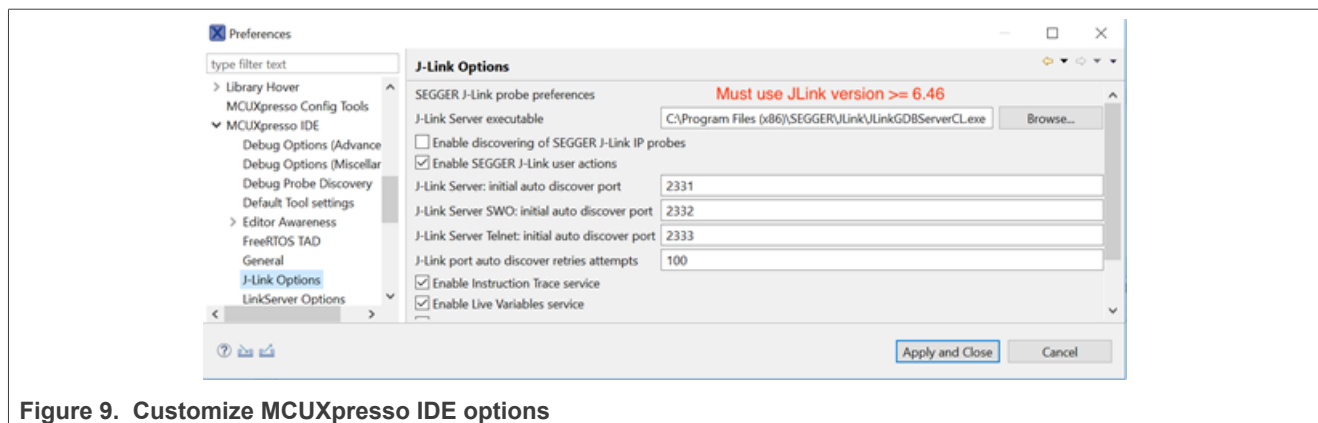 Preferences
type filter text
J-Link Options
Library Hover
MCUXpresso Config Tools
MCUXpresso IDE
Debug Options (Advance
Debug Options (Miscellar
Debug Probe Discovery
Default Tool settings
Editor Awareness
FreeRTOS TAD
General
J-Link Options
LinkServer Options
SEGGER J-Link probe preferences
Must use JLink version >= 6.46
J-Link Server executable
C:\Program Files (x86)\SEGGER\JLink\JLinkGDBServerCL.exe
Browse...
Enable discovering of SEGGER J-Link IP probes
Enable SEGGER J-Link user actions
J-Link Server: initial auto discover port
2331
J-Link Server SWO: initial auto discover port
2332
J-Link Server Telnet: initial auto discover port
2333
J-Link port auto discover retries attempts
100
Enable Instruction Trace service
Enable Live Variables service
Apply and Close
Cancel
Figure 9. Customize MCUXpresso IDE options